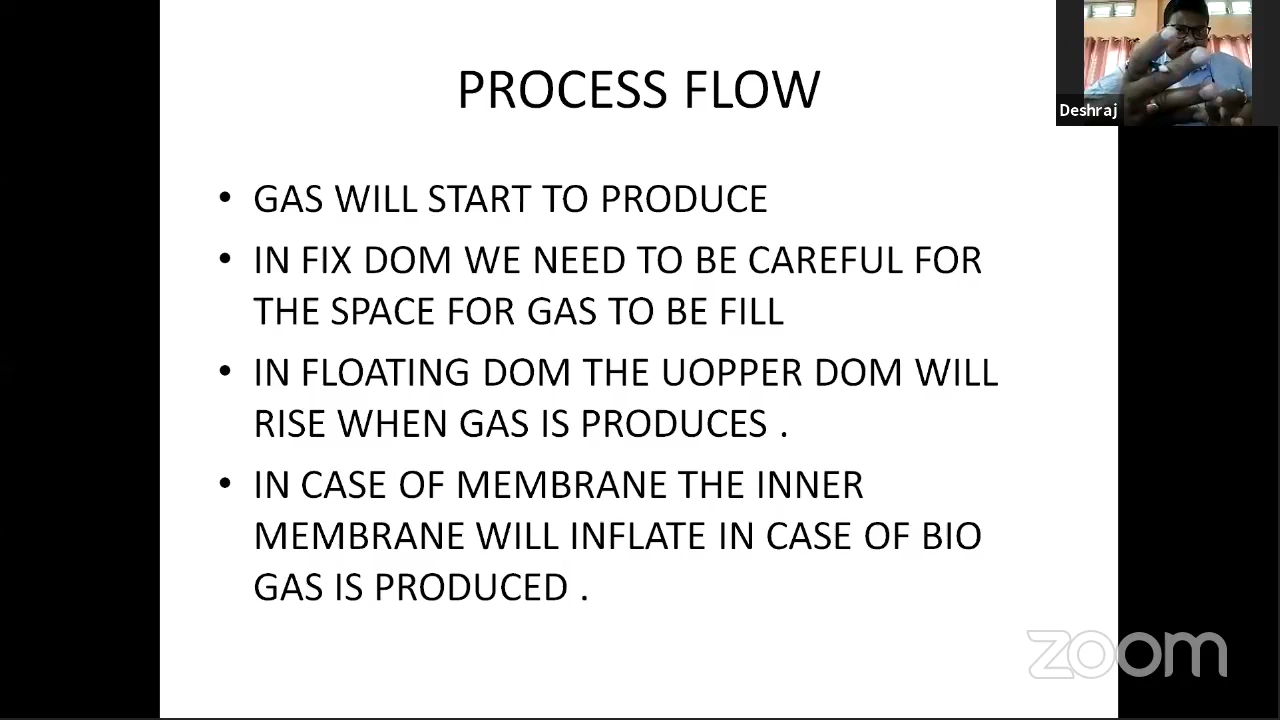 PROCESS FLOW
Deshraj
• GAS WILL START TO PRODUCE
• IN FIX DOM WE NEED TO BE CAREFUL FOR
THE SPACE FOR GAS TO BE FILL
• IN FLOATING DOM THE UOPPER DOM WILL
RISE WHEN GAS IS PRODUCES .
• IN CASE OF MEMBRANE THE INNER
MEMBRANE WILL INFLATE IN CASE OF BIO
GAS IS PRODUCED .
zoom